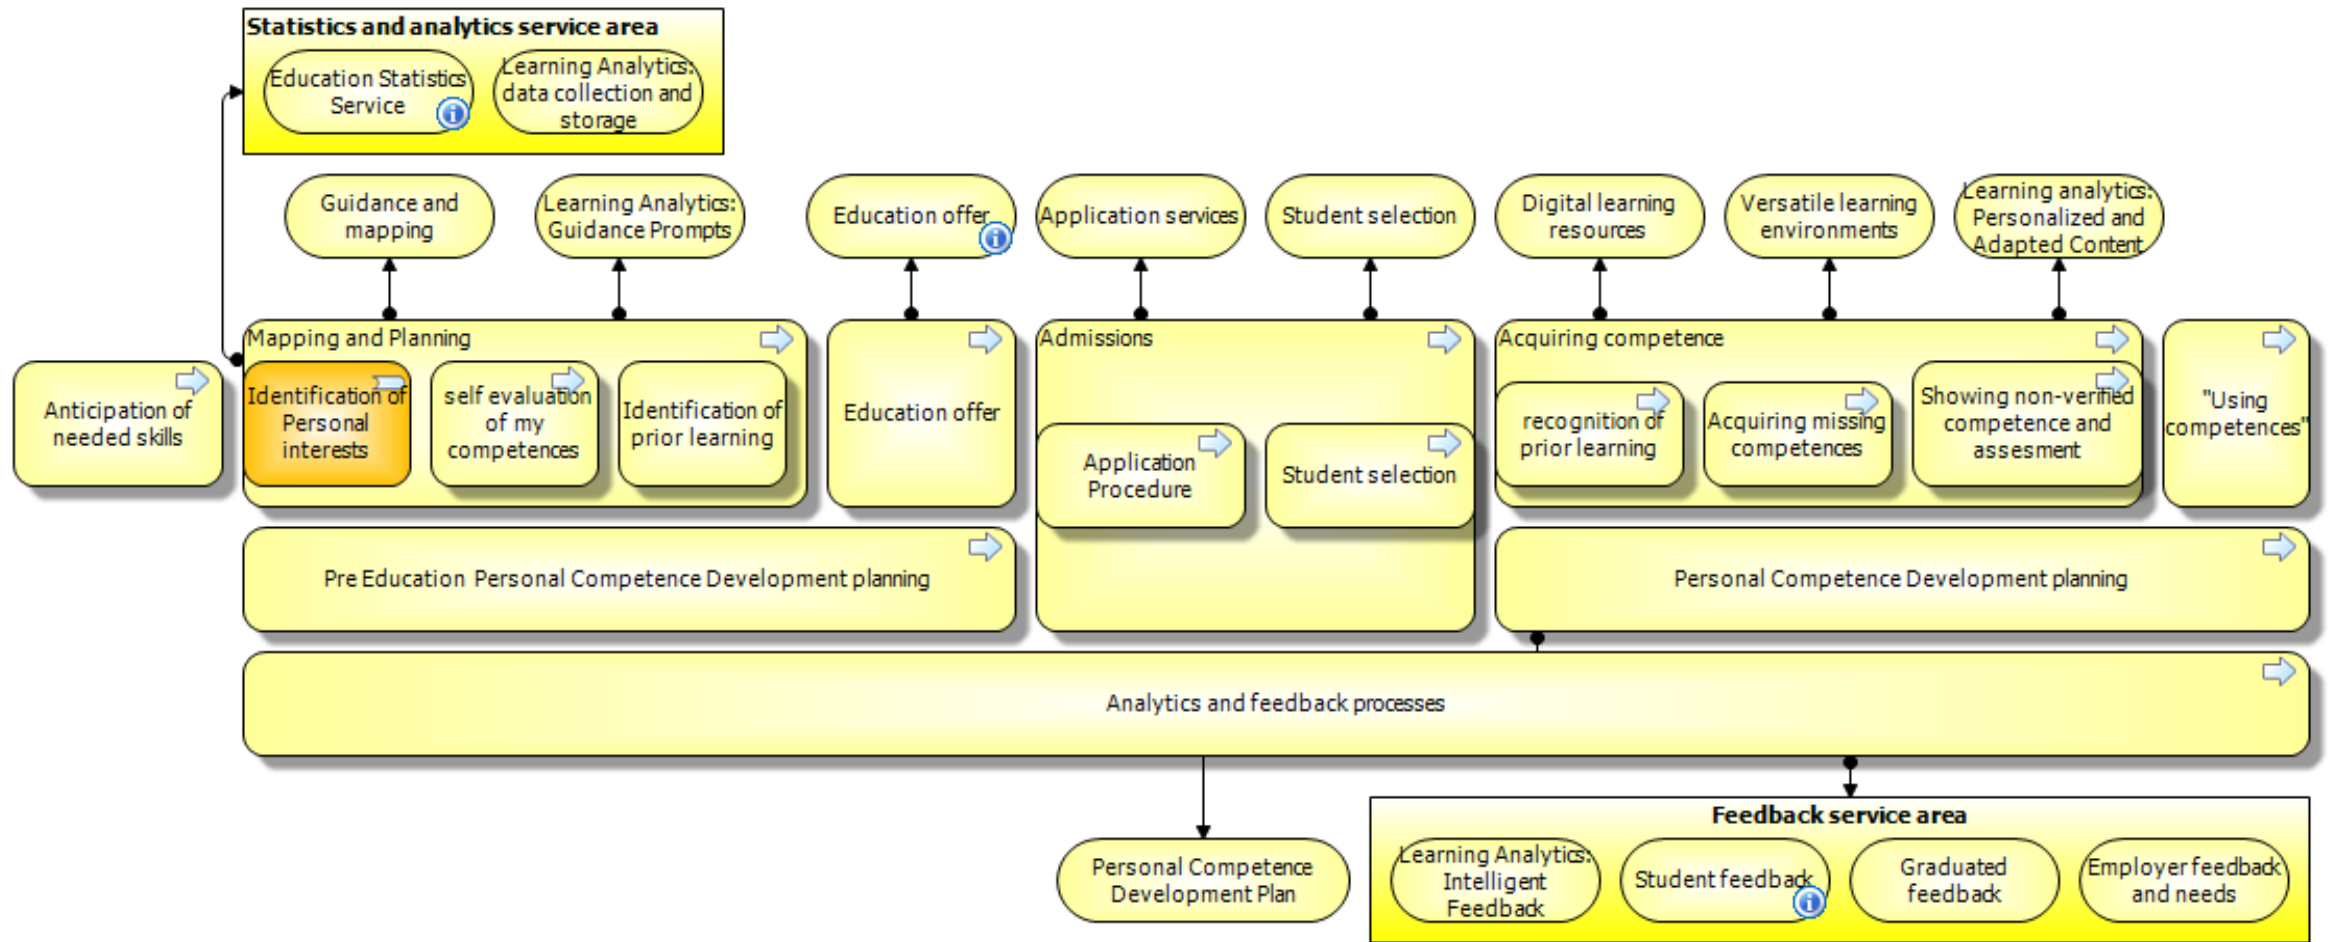 Statistics and analytics service area
Education Statistics
Service
Learning Analytics:
data collection and
storage
Guidance and
mapping
Learning Analytics:
Guidance Prompts
Education offer
Application services
Student selection
Digital learning
resources
Versatile learning
environments
Learning analytics:
Personalized and
Adapted Content
Anticipation of
needed skills
Mapping and Planning
Identification of
Personal
interests
self evaluation
of my
competences
Identification of
prior learning
Education offer
Admissions
Application
Procedure
Student selection
Acquiring competence
recognition of
prior learning
Acquiring missing
competences
Showing non-verified
competence and
assesment
"Using
competences"
Pre Education Personal Competence Development planning
Personal Competence Development planning
Analytics and feedback processes
Personal Competence
Development Plan
Feedback service area
Learning Analytics:
Intelligent
Feedback
Student feedback
Graduated
feedback
Employer feedback
and needs